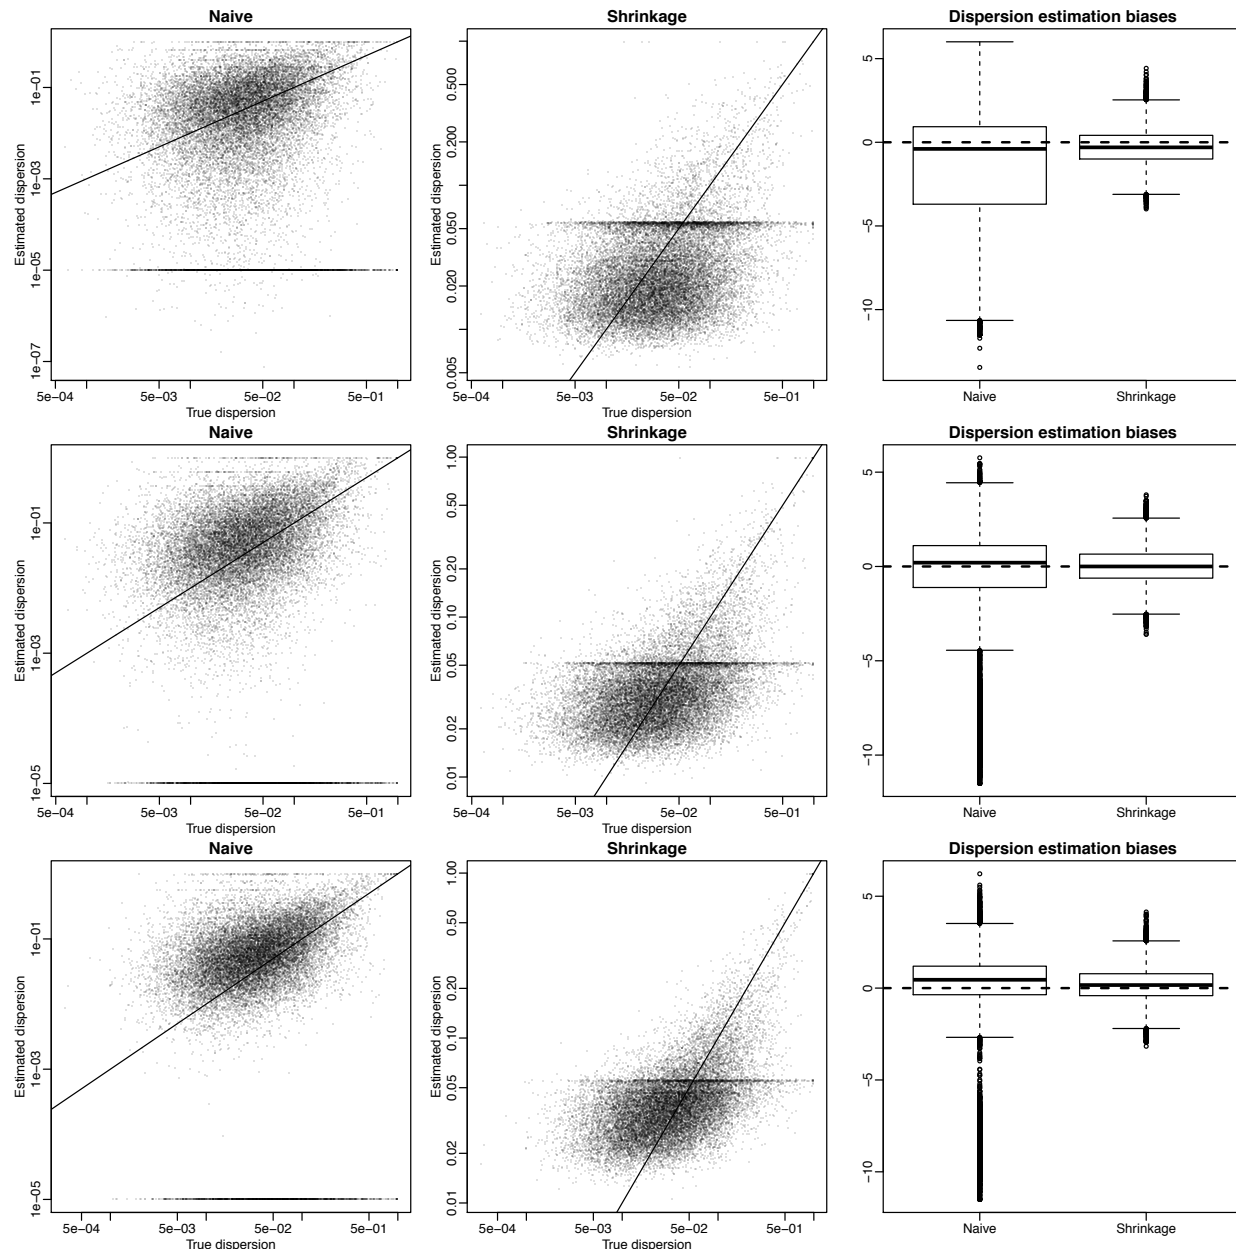 Naive
Estimated dispersion
1e−01
1e−03
1e−05
1e−07
5e−04 5e−03 5e−02 5e−01
True dispersion
Shrinkage
Estimated dispersion
0.500
0.200
0.050
0.020
0.005
5e−04 5e−03 5e−02 5e−01
True dispersion
Dispersion estimation biases
5
0
−5
−10
Naive Shrinkage
Naive
Estimated dispersion
1e−01
1e−03
1e−05
5e−04 5e−03 5e−02 5e−01
True dispersion
Shrinkage
Estimated dispersion
1.00
0.50
0.20
0.10
0.05
0.02
0.01
5e−04 5e−03 5e−02 5e−01
True dispersion
Dispersion estimation biases
5
0
−5
−10
Naive Shrinkage
Naive
Estimated dispersion
1e−01
1e−03
1e−05
5e−04 5e−03 5e−02 5e−01
True dispersion
Shrinkage
Estimated dispersion
1.00
0.50
0.20
0.10
0.05
0.02
0.01
5e−04 5e−03 5e−02 5e−01
True dispersion
Dispersion estimation biases
5
0
−5
−10
Naive Shrinkage